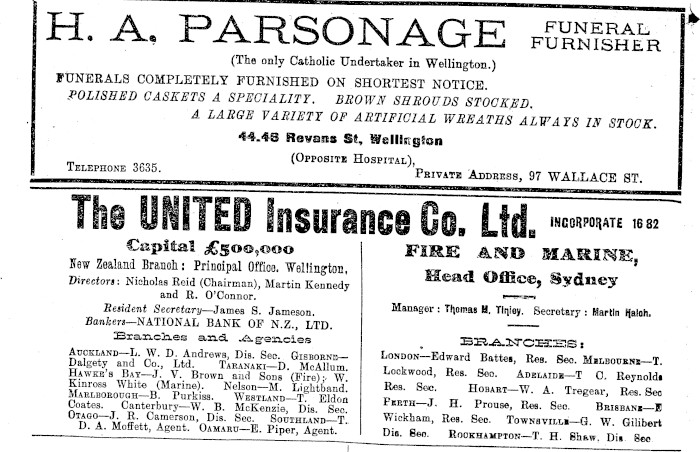 H. A. PARSONAGE FUNERAL FURNISHER
(The only Catholic Undertaker in Wellington.)
FUNERALS COMPLETELY FURNISHED ON SHORTEST NOTICE.
POLISHED CASKETS A SPECIALITY. BROWN SHROUDS STOCKED.
A LARGE VARIETY OF ARTIFICIAL WREATHS ALWAYS IN STOCK.
44.48 Revans St, Wellington
(OPPOSITE HOSPITAL),
TELEPHONE 3635. PRIVATE ADDRESS, 97 WALLACE ST.
The UNITED Insurance Co. Ltd. INCORPORATE 1682
Capital £500,000
New Zealand Branch: Principal Office. Wellington,
Directors: Nicholas Reid (Chairman), Martin Kennedy
and R. O'Connor.
Resident Secretary—James S. Jameson.
Bankers—NATIONAL BANK OF N.Z., LTD.
Branches and Agencies
AUCKLAND—L. W. D. Andrews, Dis. Sec. GISBORNE—
Dalgety and Co., Ltd. TARANAKI—D. McAllum.
HAWKE'S BAY—J. V. Brown and Sons (Fire); W.
Kinross White (Marine). NELSON—M. Lightband.
MARLBOROUGH—B. Purkiss. WESTLAND—T. Eldon
Coates. CANTERBURY—W. B. McKenzie, Dis. Sec.
OTAGO—J. R. Camerson, Dis. Sec. SOUTHLAND—T.
D. A. Moffett, Agent. OAMARU—E. Piper, Agent.
FIRE AND MARINE,
Head Office, Sydney
Manager: Thomas M. Tinley. Secretary: Martin Haigh.
BRANCHES:
LONDON—Edward Battes, Res. Sec. MELBOURNE—T.
Lockwood, Res. Sec. ADELAIDE—T C. Reynolds
Res. Sec. HOBART—W. A. Tregear, Res. Sec
PERTH—J. H. Prouse, Res. Sec. BRISBANE—E
Wickham, Res. Sec. TOWNSVILLE—G. W. Gilibert
Dis. Sec. ROCKHAMPTON—T. H. Shaw, Dis. Sec